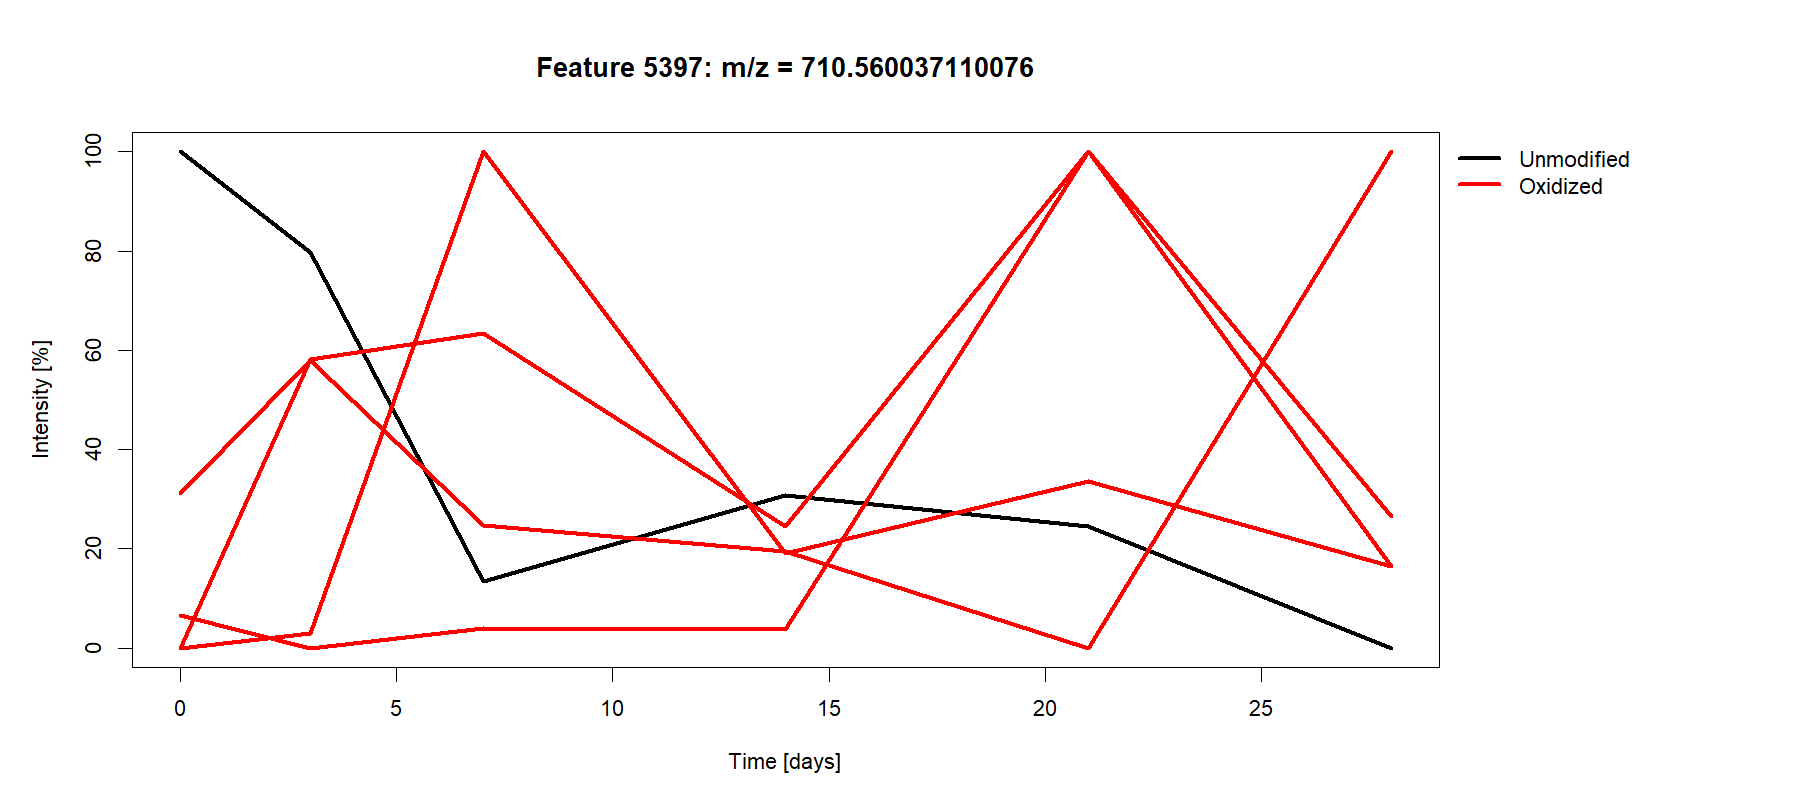 Feature 5397: m/z = 710.560037110076
Unmodified
Oxidized
Intensity [%]
100
80
60
40
20
0
0 5 10 15 20 25
Time [days]